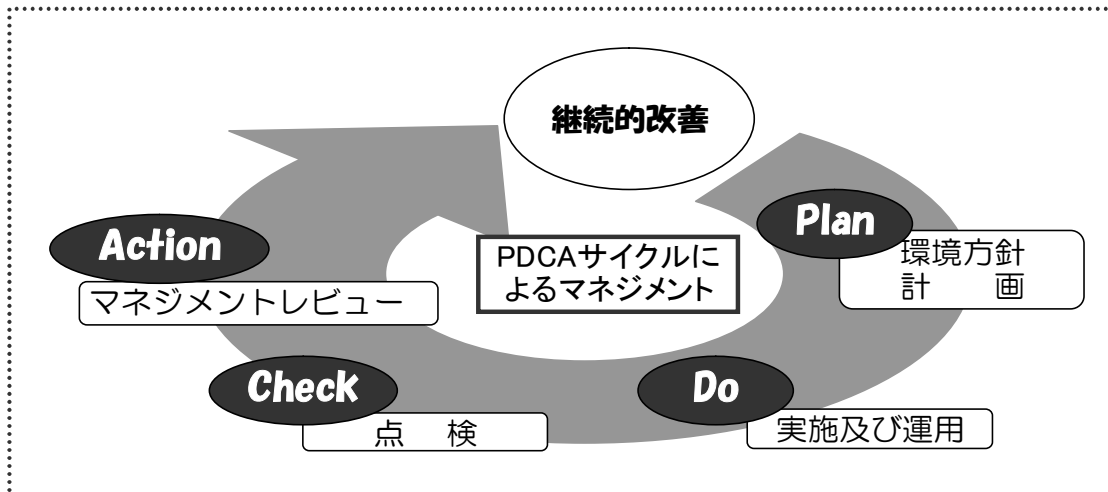 継続的改善
Plan
環境方針
計　　画
PDCAサイクルに
よるマネジメント
Action
マネジメントレビュー
Check
点　検
Do
実施及び運用